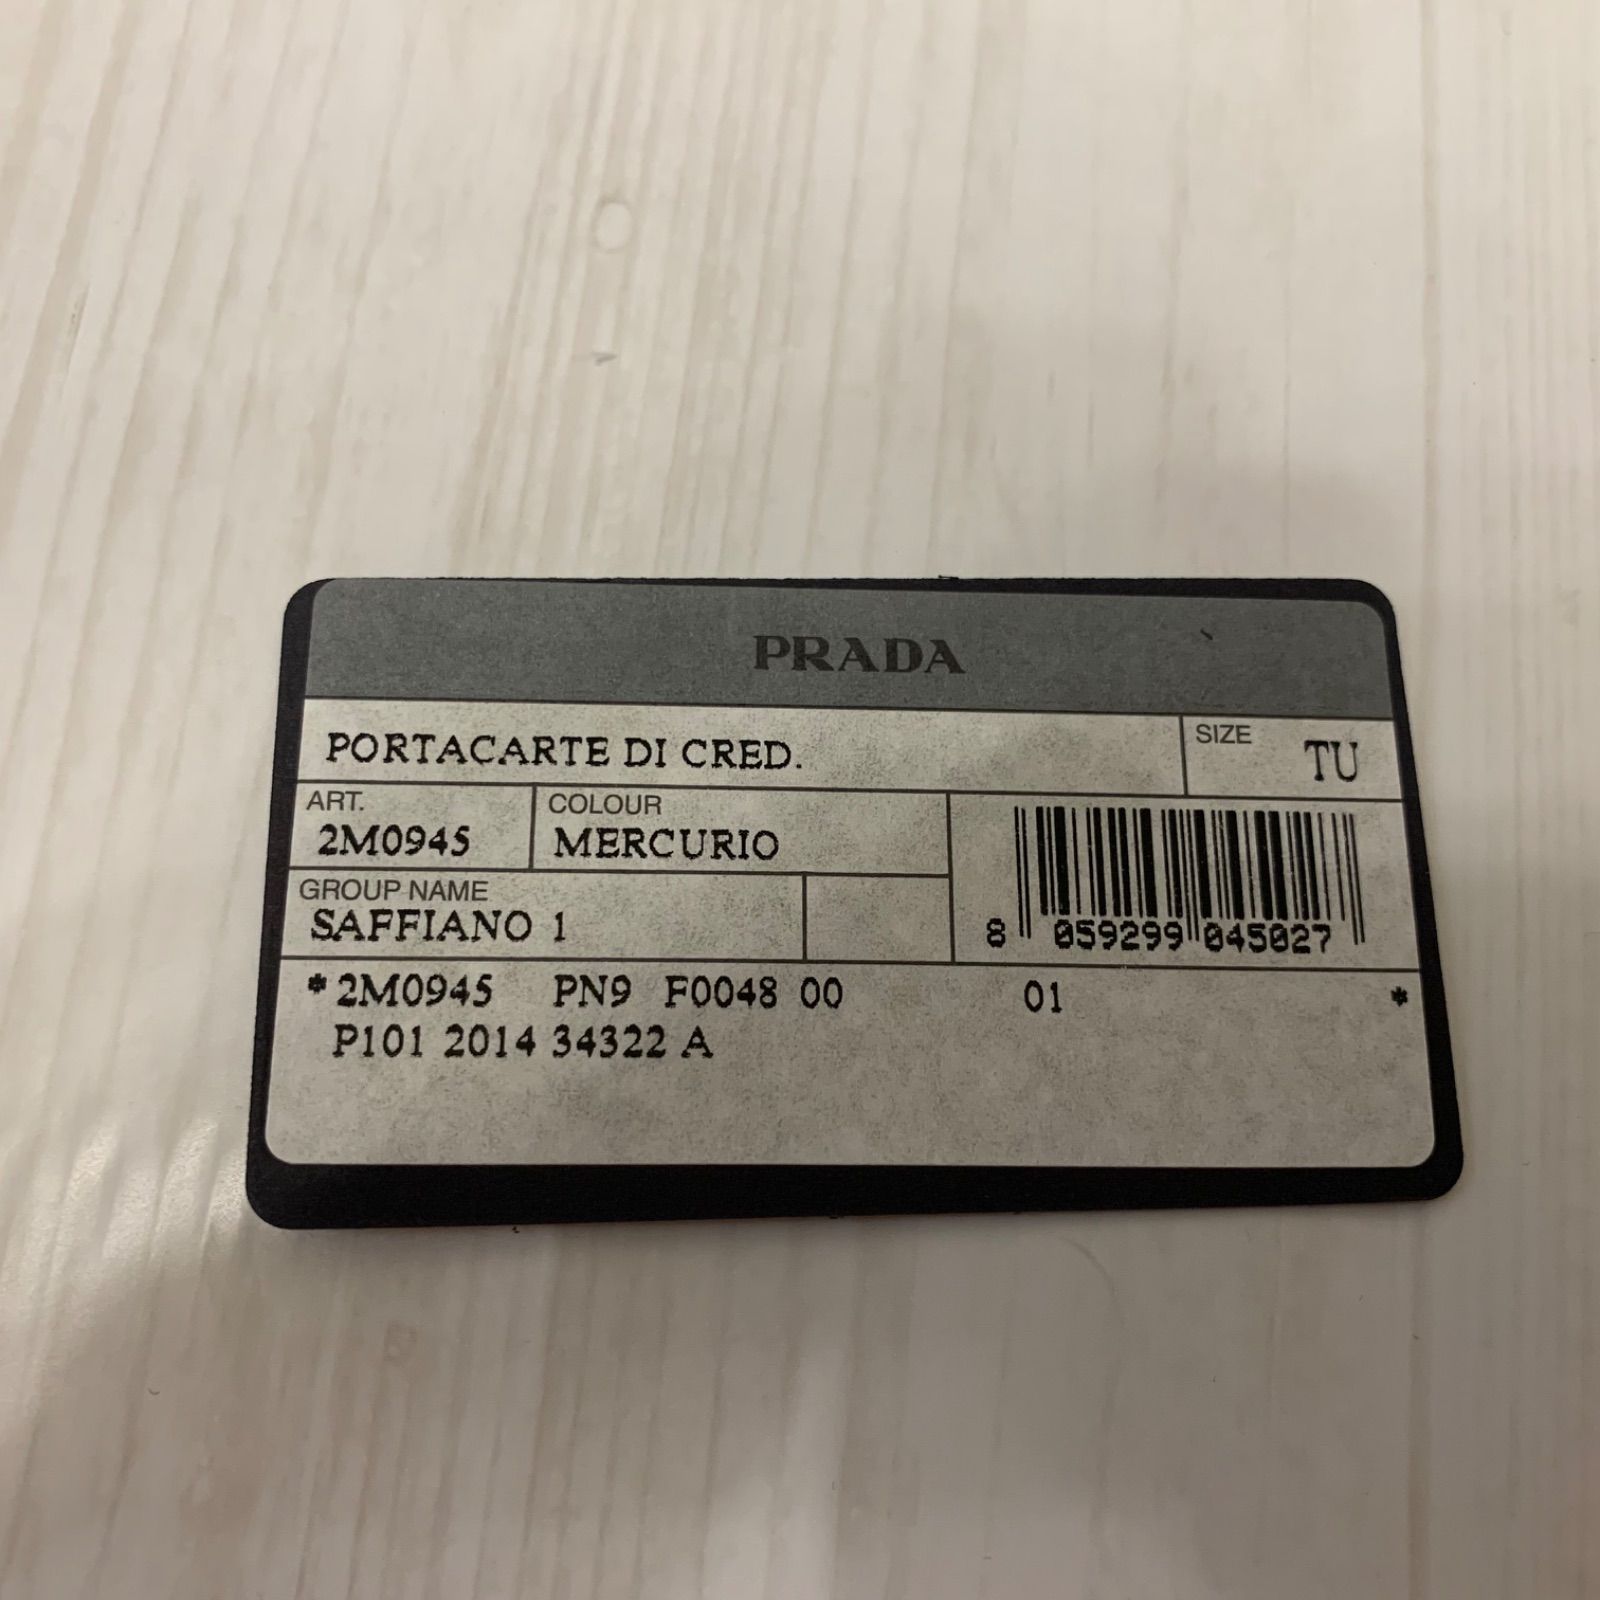 PRADA
PORTACARTE DI CRED.
SIZE TU
ART.
2M0945
COLOUR
MERCURIO
GROUP NAME
SAFFIANO 1
8 059299 045027
*2M0945 PN9 F0048 00 01 *
P101 2014 34322 A